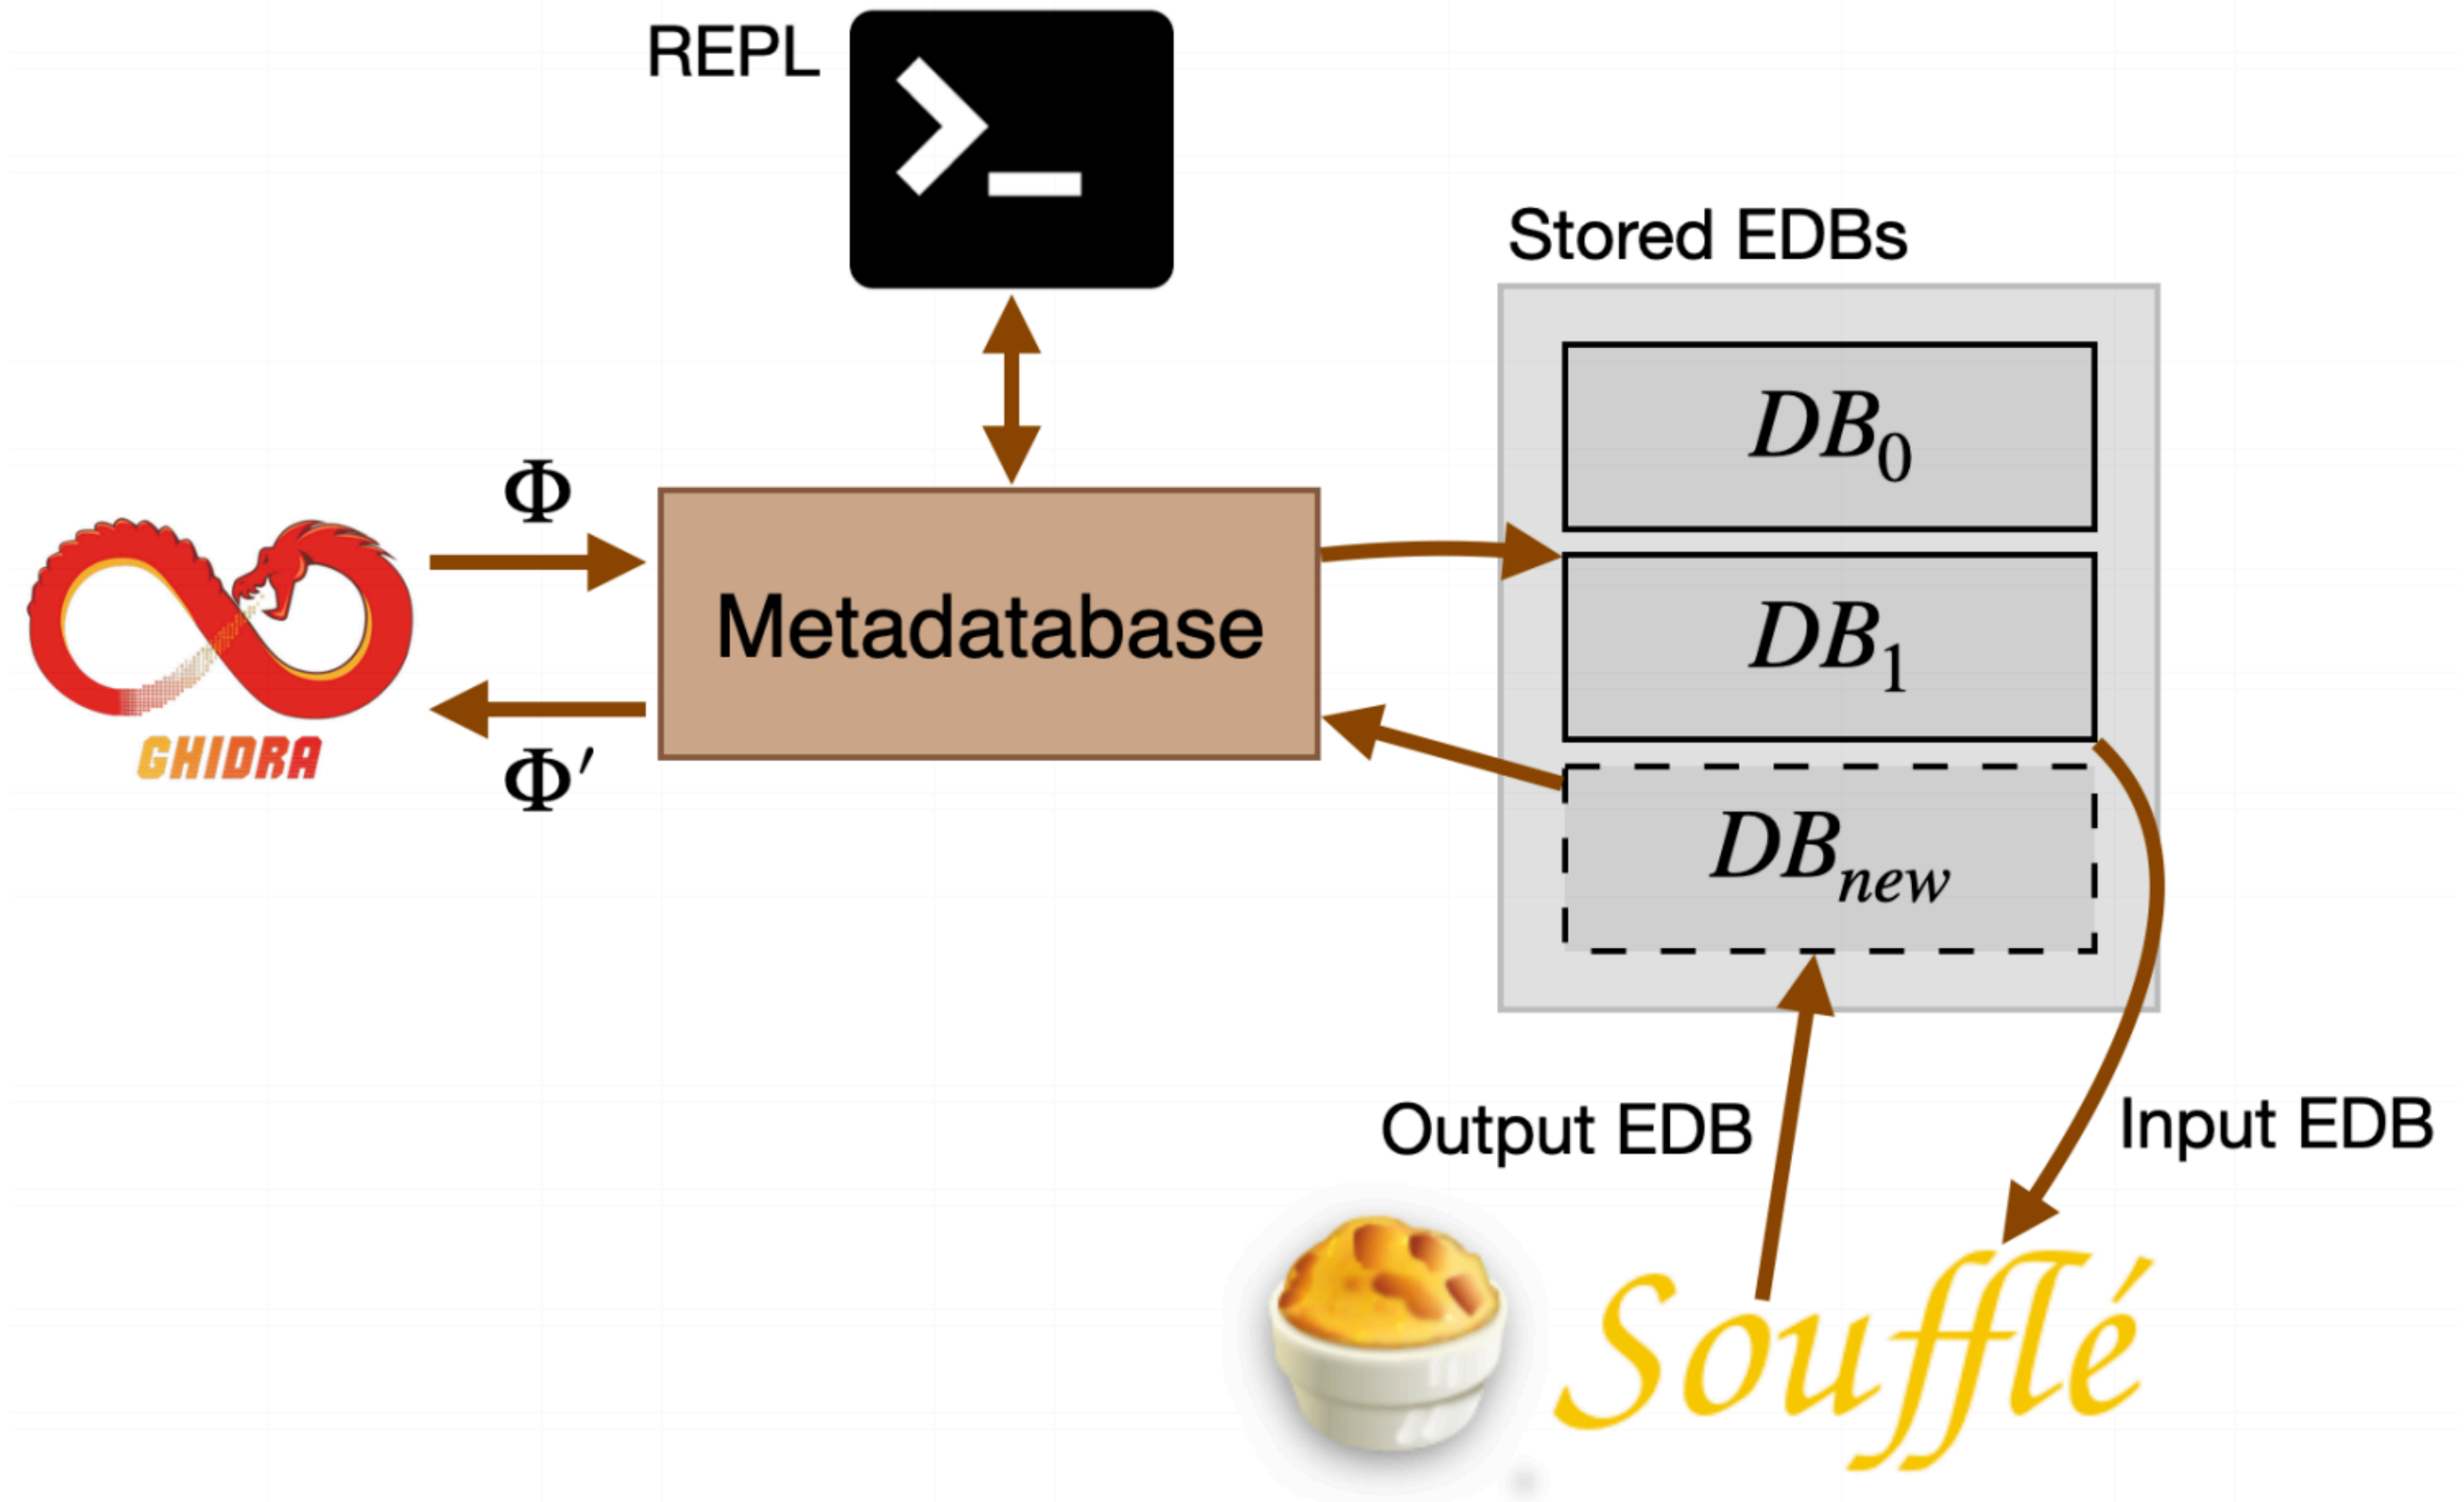 REPL
>_
Stored EDBs
DB₀
Φ
Metadatabase
DB₁
GHIDRA
Φ′
DBₙₑw
Output EDB
Input EDB
Soufflé